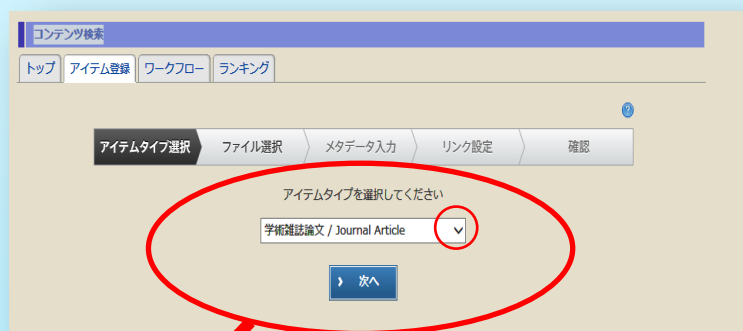 コンテンツ検索
トップ アイテム登録 ワークフロー ランキング
?
アイテムタイプ選択 ファイル選択 メタデータ入力 リンク設定 確認
アイテムタイプを選択してください
学術雑誌論文 / Journal Article
次へ